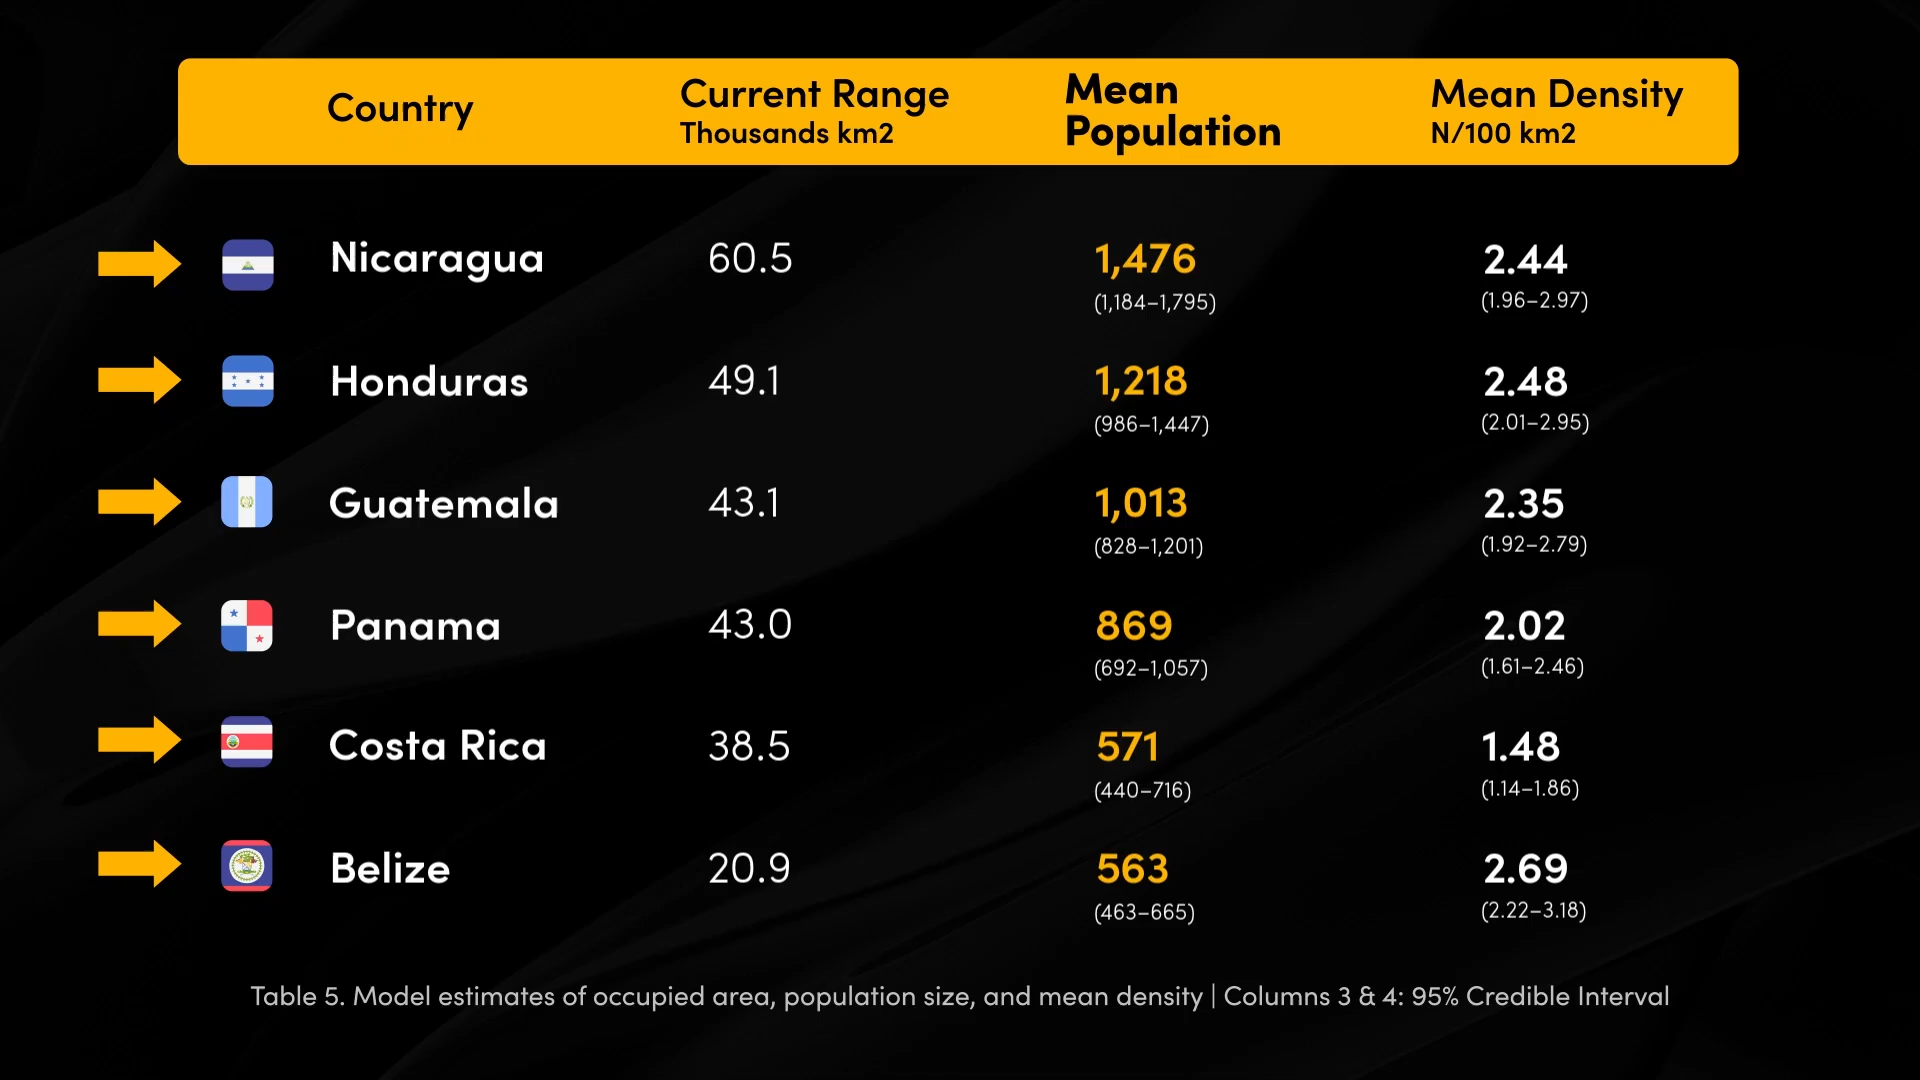 Country
Current Range
Thousands km2
Mean
Population
Mean Density
N/100 km2
Nicaragua
60.5
1,476
(1,184–1,795)
2.44
(1.96–2.97)
Honduras
49.1
1,218
(986–1,447)
2.48
(2.01–2.95)
Guatemala
43.1
1,013
(828–1,201)
2.35
(1.92–2.79)
Panama
43.0
869
(692–1,057)
2.02
(1.61–2.46)
Costa Rica
38.5
571
(440–716)
1.48
(1.14–1.86)
Belize
20.9
563
(463–665)
2.69
(2.22–3.18)
Table 5. Model estimates of occupied area, population size, and mean density | Columns 3 & 4: 95% Credible Interval